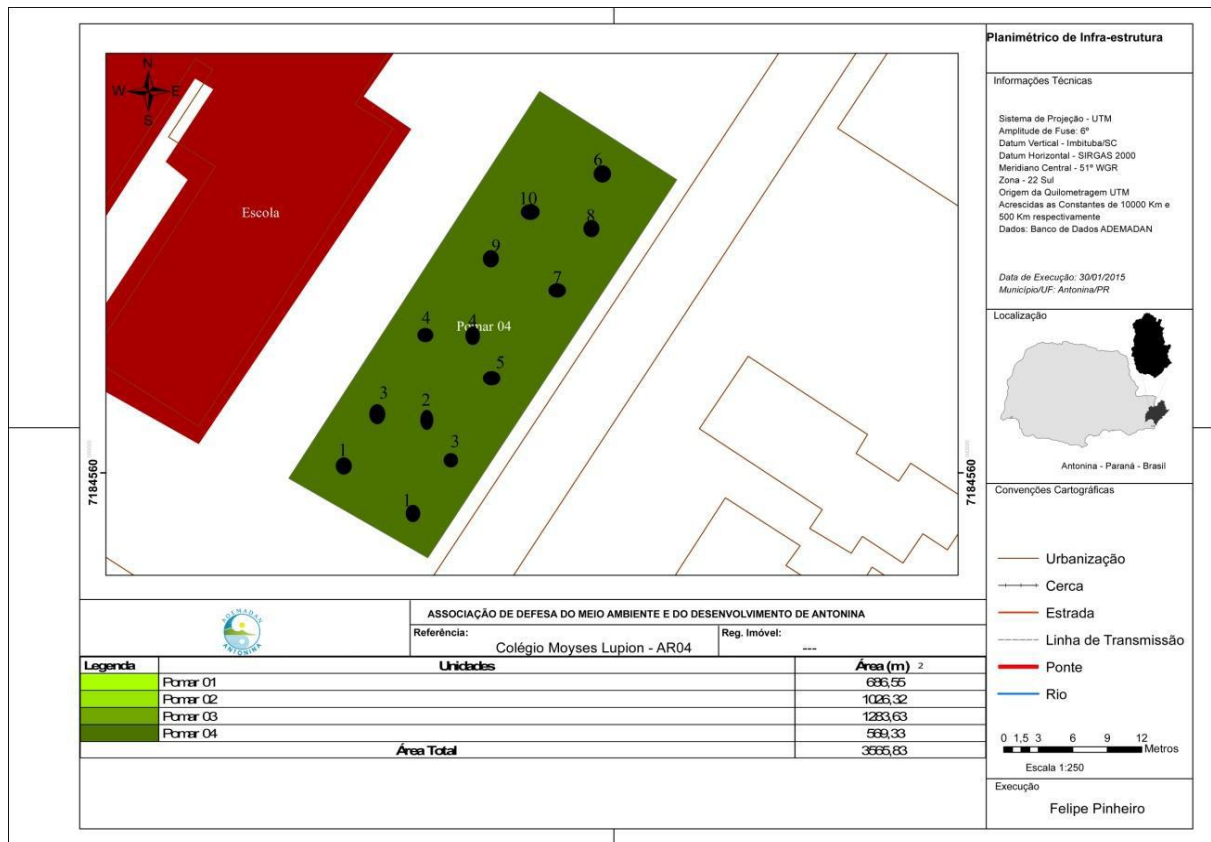 Planimétrico de Infra-estrutura
Informações Técnicas
Sistema de Projeção - UTM
Amplitude de Fuse: 6º
Datum Vertical - Imbituba/SC
Datum Horizontal - SIRGAS 2000
Meridiano Central - 51º WGR
Zona - 22 Sul
Origem da Quilometragem UTM
Acrescidas as Constantes de 10000 Km e
500 Km respectivamente
Dados: Banco de Dados ADEMADAN
Data de Execução: 30/01/2015
Município/UF: Antonina/PR
Localização
Antonina - Paraná - Brasil
Convenções Cartográficas
Urbanização
Cerca
Estrada
Linha de Transmissão
Ponte
Rio
0 1,5 3 6 9 12
Metros
Escala 1:250
Execução
Felipe Pinheiro
N
W E
S
Escola
6
10
8
9
7
4 4
Pomar 04
5
3
2
3
1
1
7184560
7184560
ADEMADAN
ANTONINA
ASSOCIAÇÃO DE DEFESA DO MEIO AMBIENTE E DO DESENVOLVIMENTO DE ANTONINA
Referência: Reg. Imóvel:
Colégio Moyses Lupion - AR04 ---
Legenda Unidades Área (m) 2
Pomar 01 686,55
Pomar 02 1026,32
Pomar 03 1283,63
Pomar 04 569,33
Área Total 3565,83